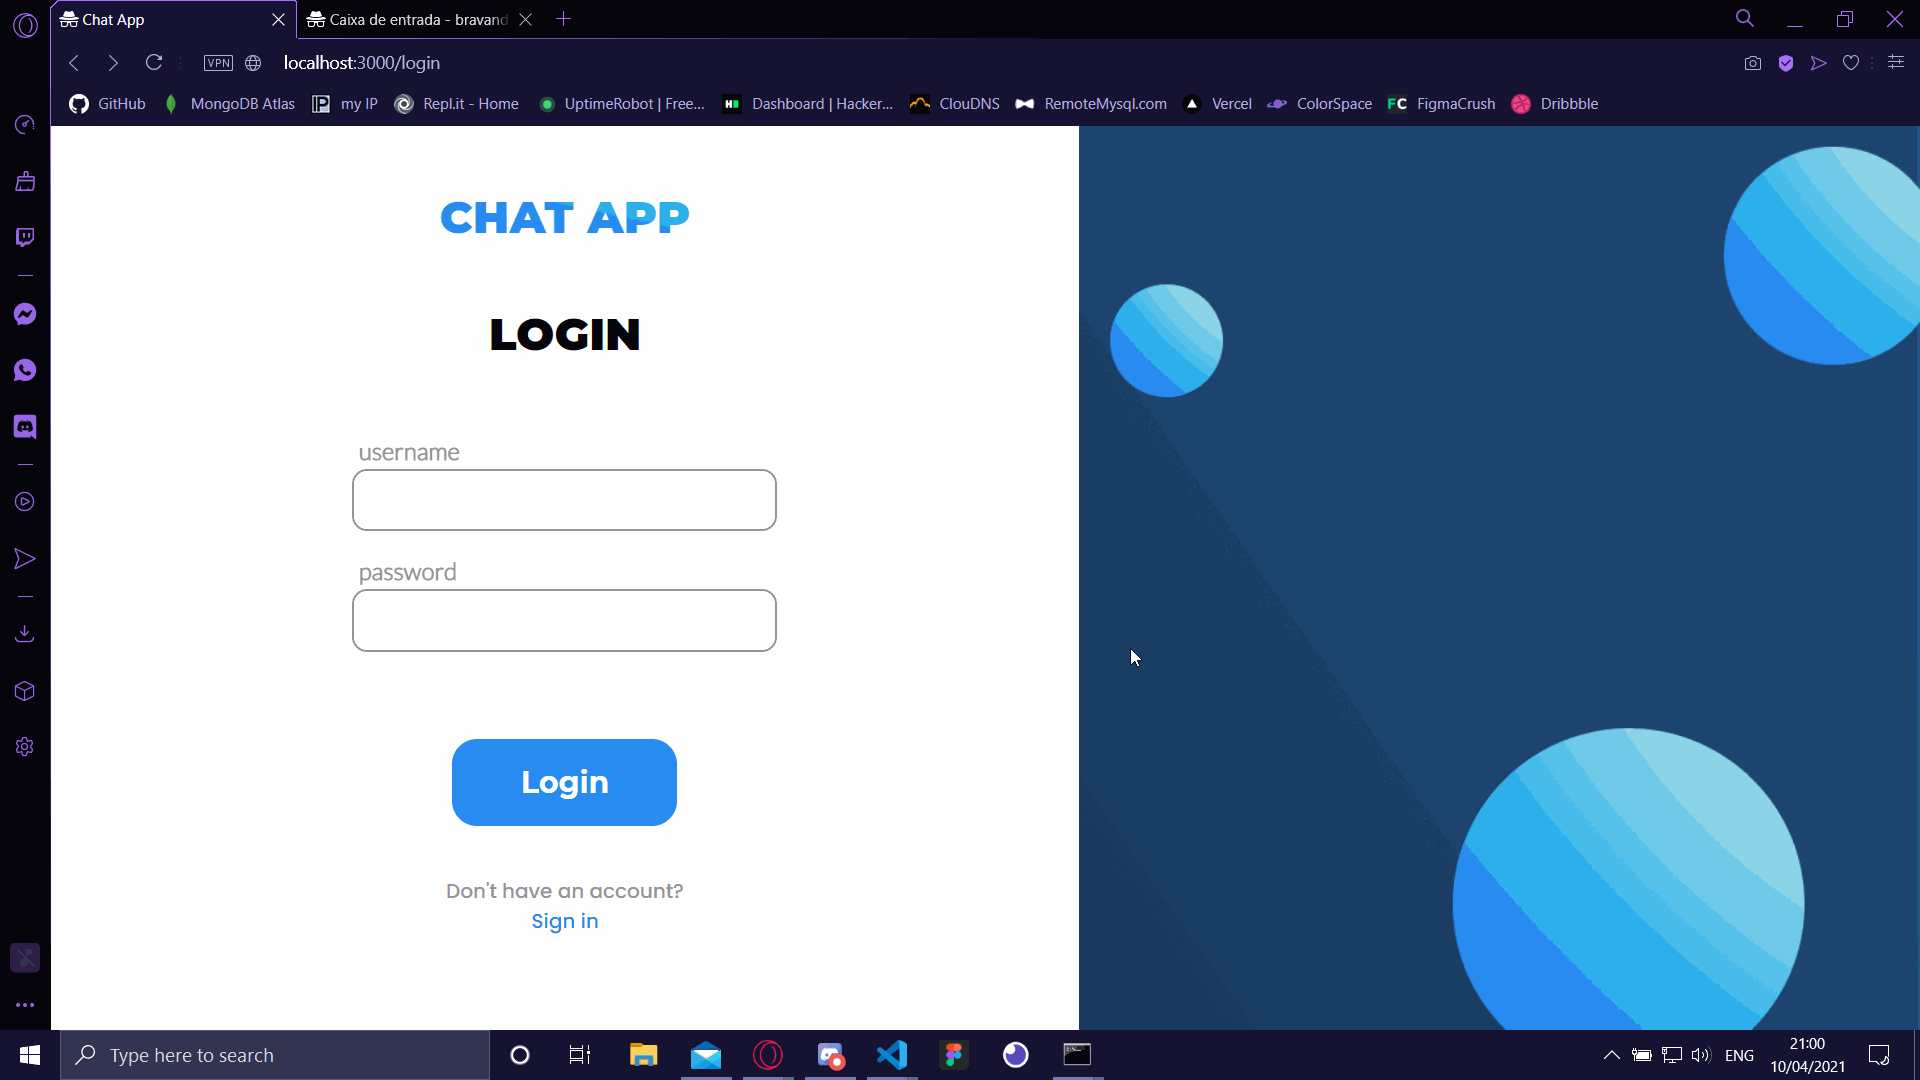 Chat App
Caixa de entrada - bravand
VPN
localhost:3000/login
GitHub
MongoDB Atlas
my IP
Repl.it - Home
UptimeRobot | Free...
Dashboard | Hacker...
ClouDNS
RemoteMysql.com
Vercel
ColorSpace
FC FigmaCrush
Dribbble
CHAT APP
LOGIN
username
password
Login
Don't have an account?
Sign in
Type here to search
ENG
21:00
10/04/2021